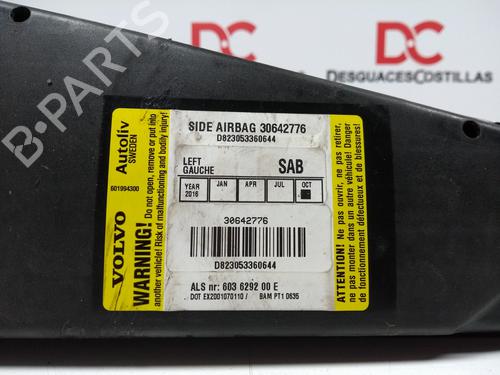 DC
DESGUACESCOSTILLAS
DC
Autoliv
SWEDEN
601994300
VOLVO
WARNING! Do not open, remove or put into
another vehicle! Risk of malfunctioning and bodily injury!
SIDE AIRBAG 30642776
D823053360644
LEFT
GAUCHE
SAB
YEAR
2016
JAN
APR
JUL
OCT
30642776
D823053360644
ALS nr: 603 6292 00 E
DOT EX2001070110 / BAM PT1 0635
ATTENTION! Ne pas ouvrir, ne pas retirer,
ne pas monter dans un autre véhicule! Danger
de fonctionnement défectueux et de blessures!